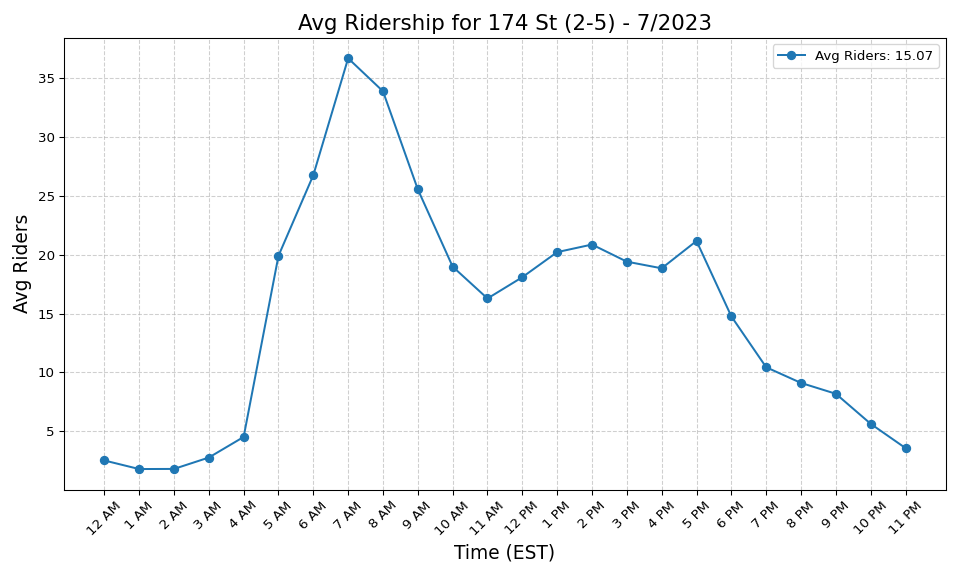 Avg Ridership for 174 St (2-5) - 7/2023
Avg Riders: 15.07
Avg Riders
35
30
25
20
15
10
5
12 AM
1 AM
2 AM
3 AM
4 AM
5 AM
6 AM
7 AM
8 AM
9 AM
10 AM
11 AM
12 PM
1 PM
2 PM
3 PM
4 PM
5 PM
6 PM
7 PM
8 PM
9 PM
10 PM
11 PM
Time (EST)